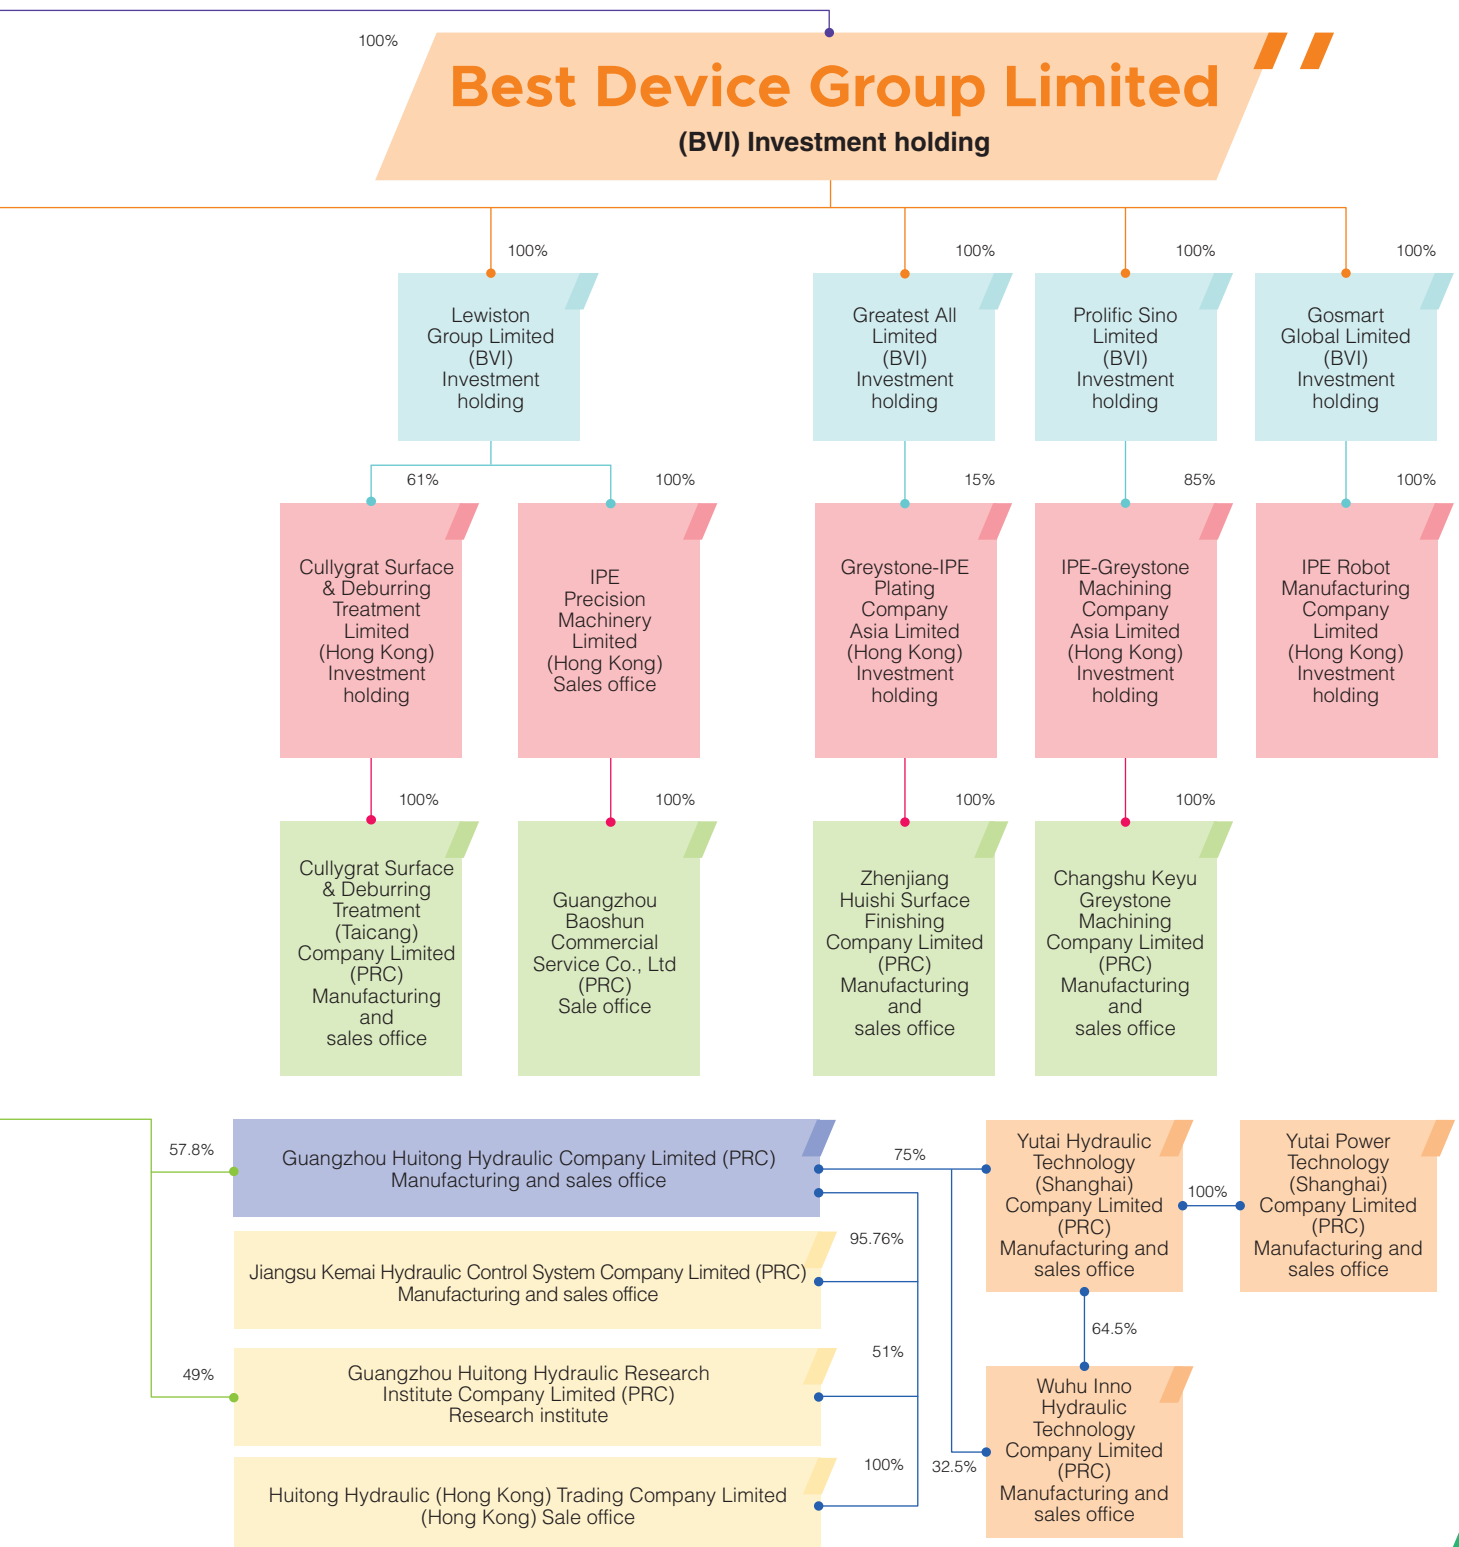 100%
Best Device Group Limited
(BVI) Investment holding
100%
100%
100%
100%
Lewiston
Group Limited
(BVI)
Investment
holding
Greatest All
Limited
(BVI)
Investment
holding
Prolific Sino
Limited
(BVI)
Investment
holding
Gosmart
Global Limited
(BVI)
Investment
holding
61%
100%
15%
85%
100%
Cullygrat Surface
& Deburring
Treatment
Limited
(Hong Kong)
Investment
holding
IPE
Precision
Machinery
Limited
(Hong Kong)
Sales office
Greystone-IPE
Plating
Company
Asia Limited
(Hong Kong)
Investment
holding
IPE-Greystone
Machining
Company
Asia Limited
(Hong Kong)
Investment
holding
IPE Robot
Manufacturing
Company
Limited
(Hong Kong)
Investment
holding
100%
100%
100%
100%
Cullygrat Surface
& Deburring
Treatment
(Taicang)
Company Limited
(PRC)
Manufacturing
and
sales office
Guangzhou
Baoshun
Commercial
Service Co., Ltd
(PRC)
Sale office
Zhenjiang
Huishi Surface
Finishing
Company Limited
(PRC)
Manufacturing
and
sales office
Changshu Keyu
Greystone
Machining
Company Limited
(PRC)
Manufacturing
and
sales office
57.8%
Guangzhou Huitong Hydraulic Company Limited (PRC)
Manufacturing and sales office
75%
Yutai Hydraulic
Technology
(Shanghai)
Company Limited
(PRC)
Manufacturing and
sales office
100%
Yutai Power
Technology
(Shanghai)
Company Limited
(PRC)
Manufacturing and
sales office
95.76%
Jiangsu Kemai Hydraulic Control System Company Limited (PRC)
Manufacturing and sales office
64.5%
49%
51%
Guangzhou Huitong Hydraulic Research
Institute Company Limited (PRC)
Research institute
Wuhu Inno
Hydraulic
Technology
Company Limited
(PRC)
Manufacturing and
sales office
100%
32.5%
Huitong Hydraulic (Hong Kong) Trading Company Limited
(Hong Kong) Sale office